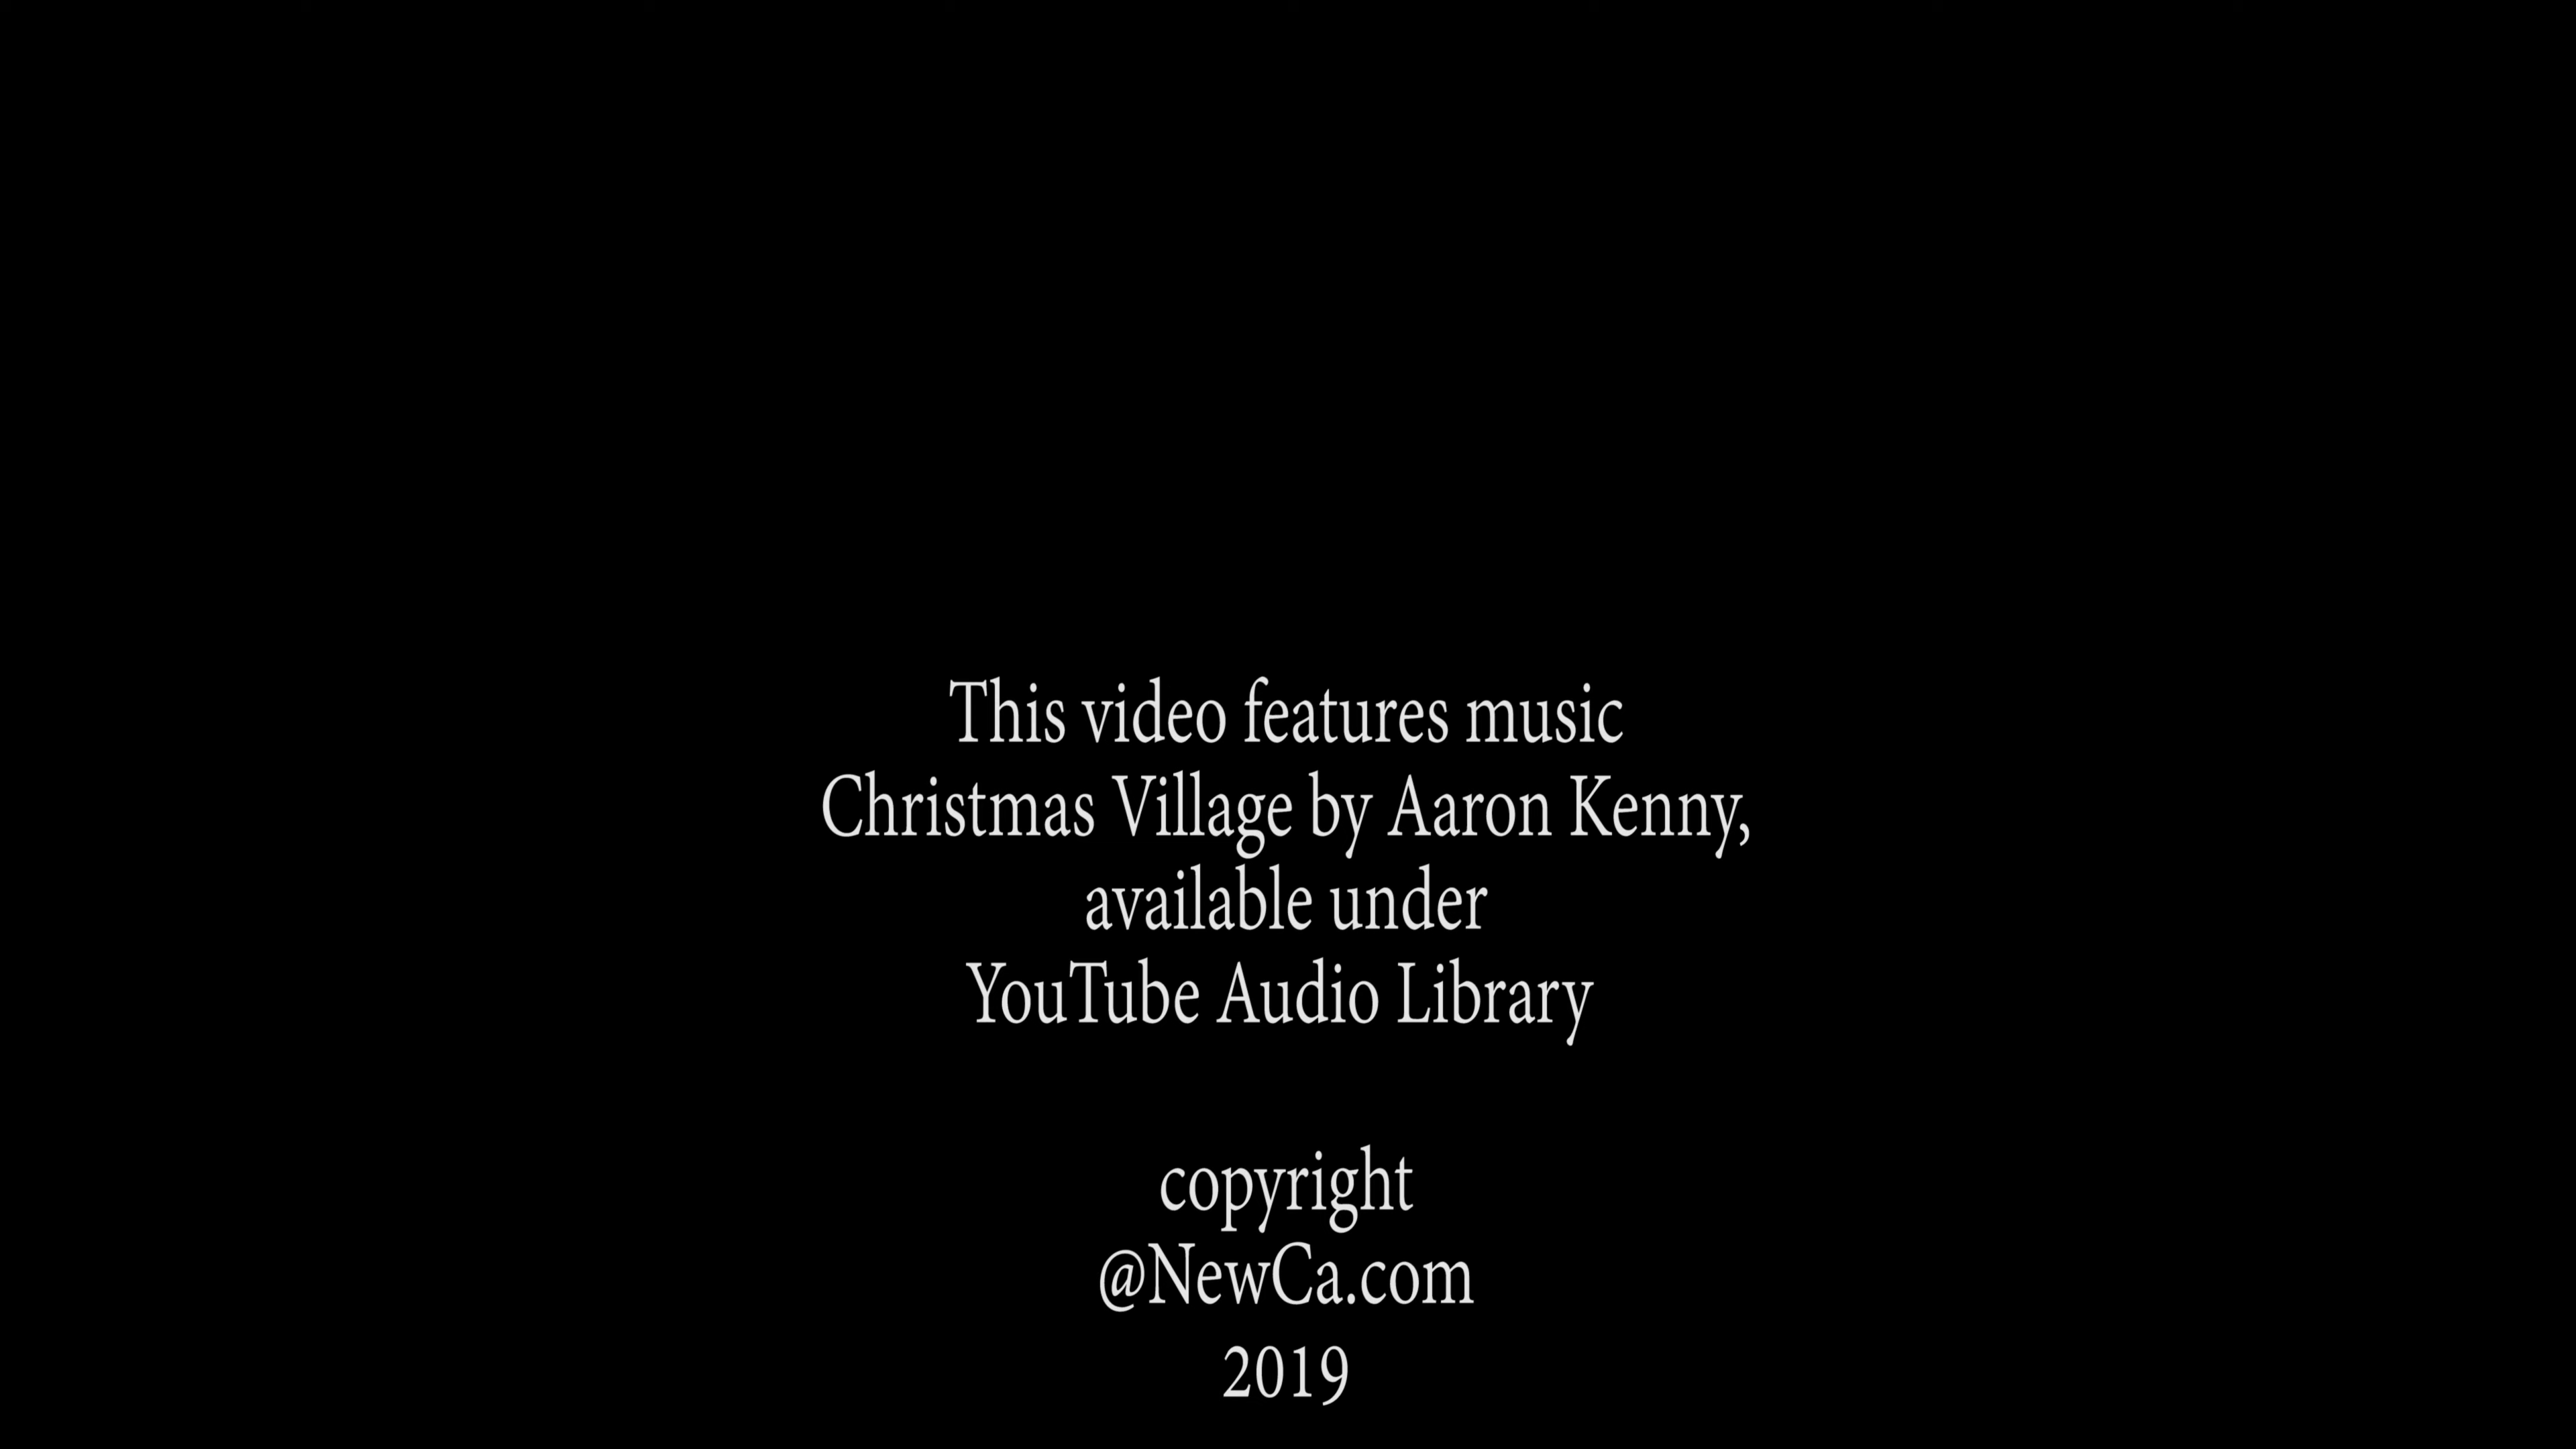 This video features music
Christmas Village by Aaron Kenny,
available under
YouTube Audio Library
copyright
@NewCa.com
2019